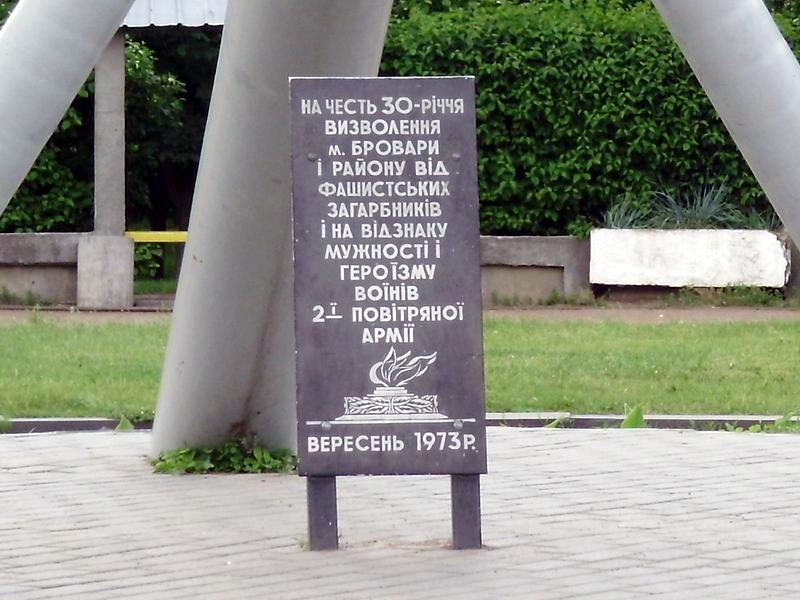 НА ЧЕСТЬ 30-РІЧЧЯ
ВИЗВОЛЕННЯ
м. БРОВАРИ
І РАЙОНУ ВІД
ФАШИСТСЬКИХ
ЗАГАРБНИКІВ
І НА ВІДЗНАКУ
МУЖНОСТІ І
ГЕРОЇЗМУ
ВОЇНІВ
2-Ї ПОВІТРЯНОЇ
АРМІЇ
ВЕРЕСЕНЬ 1973Р.